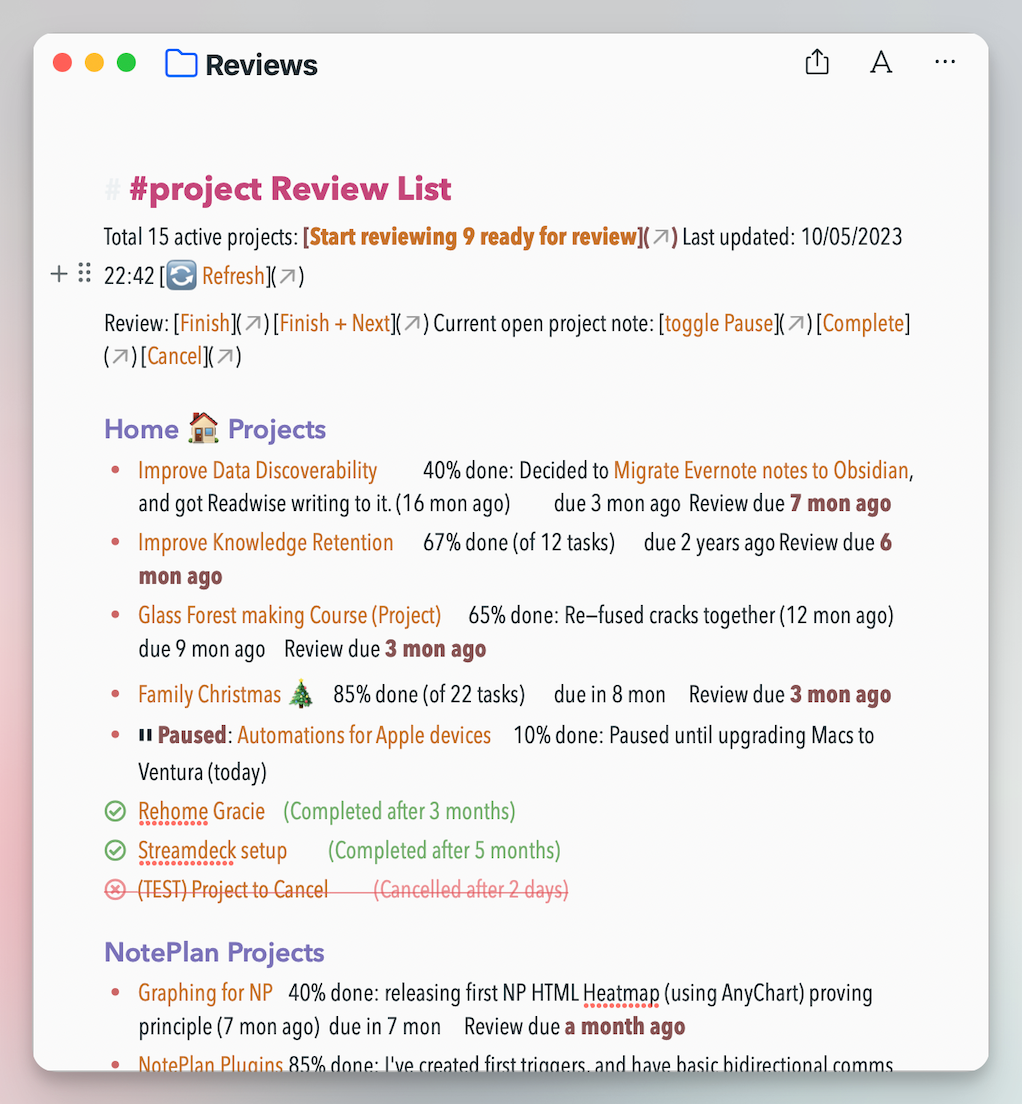 Reviews
# #project Review List
Total 15 active projects: [Start reviewing 9 ready for review](↗) Last updated: 10/05/2023
22:42 [🔄 Refresh](↗)
Review: [Finish](↗) [Finish + Next](↗) Current open project note: [toggle Pause](↗) [Complete]
(↗) [Cancel](↗)
Home 🏠 Projects
Improve Data Discoverability 40% done: Decided to Migrate Evernote notes to Obsidian,
and got Readwise writing to it. (16 mon ago) due 3 mon ago Review due 7 mon ago
Improve Knowledge Retention 67% done (of 12 tasks) due 2 years ago Review due 6
mon ago
Glass Forest making Course (Project) 65% done: Re–fused cracks together (12 mon ago)
due 9 mon ago Review due 3 mon ago
Family Christmas 🎄 85% done (of 22 tasks) due in 8 mon Review due 3 mon ago
⏸ Paused: Automations for Apple devices 10% done: Paused until upgrading Macs to
Ventura (today)
Rehome Gracie (Completed after 3 months)
Streamdeck setup (Completed after 5 months)
(TEST) Project to Cancel (Cancelled after 2 days)
NotePlan Projects
Graphing for NP 40% done: releasing first NP HTML Heatmap (using AnyChart) proving
principle (7 mon ago) due in 7 mon Review due a month ago
NotePlan Plugins 85% done: I've created first triggers, and have basic bidirectional comms